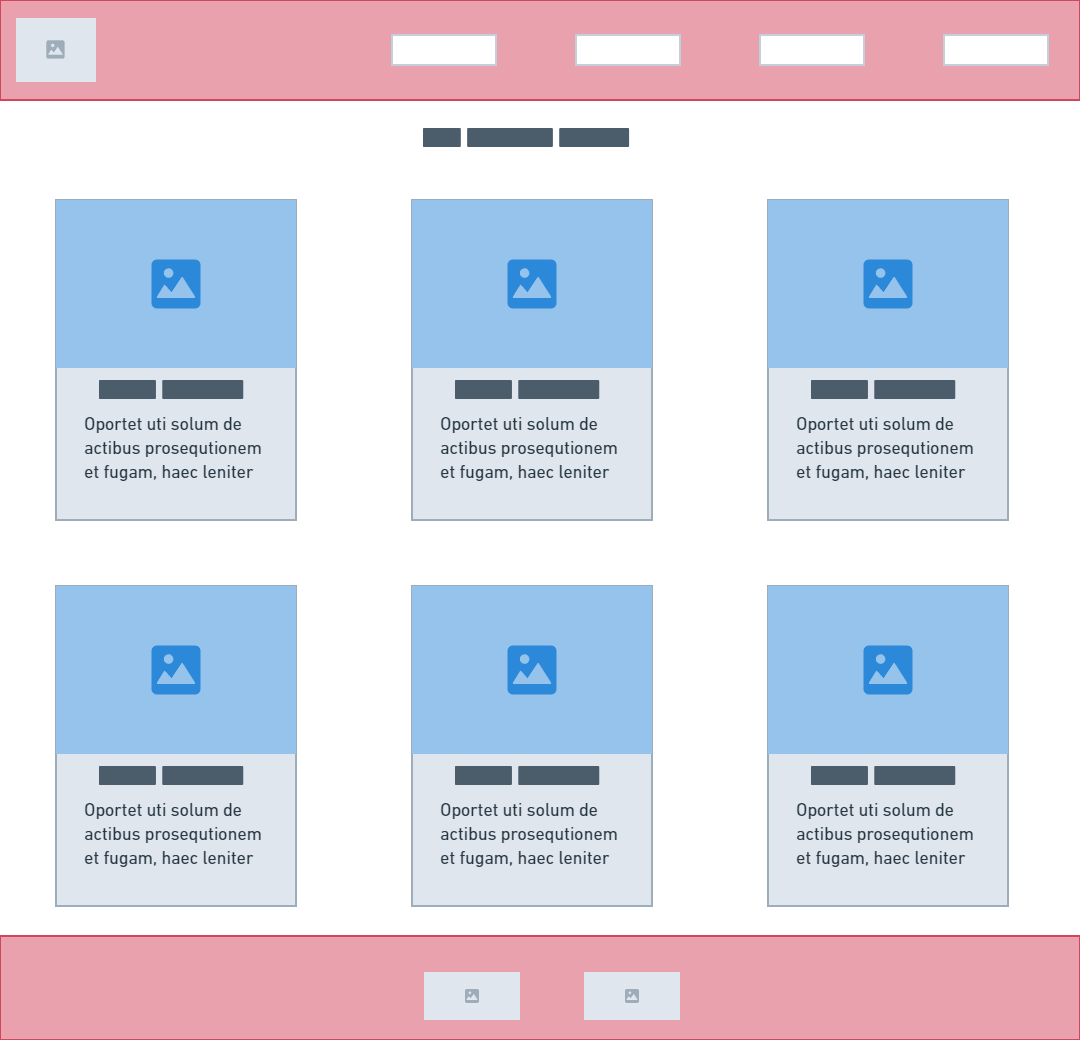 Oportet uti solum de
actibus prosequtionem
et fugam, haec leniter
Oportet uti solum de
actibus prosequtionem
et fugam, haec leniter
Oportet uti solum de
actibus prosequtionem
et fugam, haec leniter
Oportet uti solum de
actibus prosequtionem
et fugam, haec leniter
Oportet uti solum de
actibus prosequtionem
et fugam, haec leniter
Oportet uti solum de
actibus prosequtionem
et fugam, haec leniter